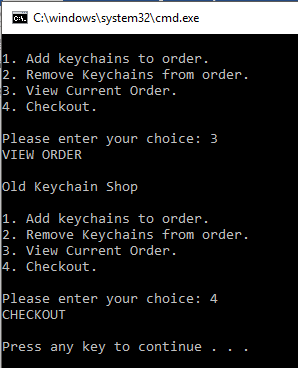 C:\windows\system32\cmd.exe
1. Add keychains to order.
2. Remove Keychains from order.
3. View Current Order.
4. Checkout.
Please enter your choice: 3
VIEW ORDER
Old Keychain Shop
1. Add keychains to order.
2. Remove Keychains from order.
3. View Current Order.
4. Checkout.
Please enter your choice: 4
CHECKOUT
Press any key to continue . . .